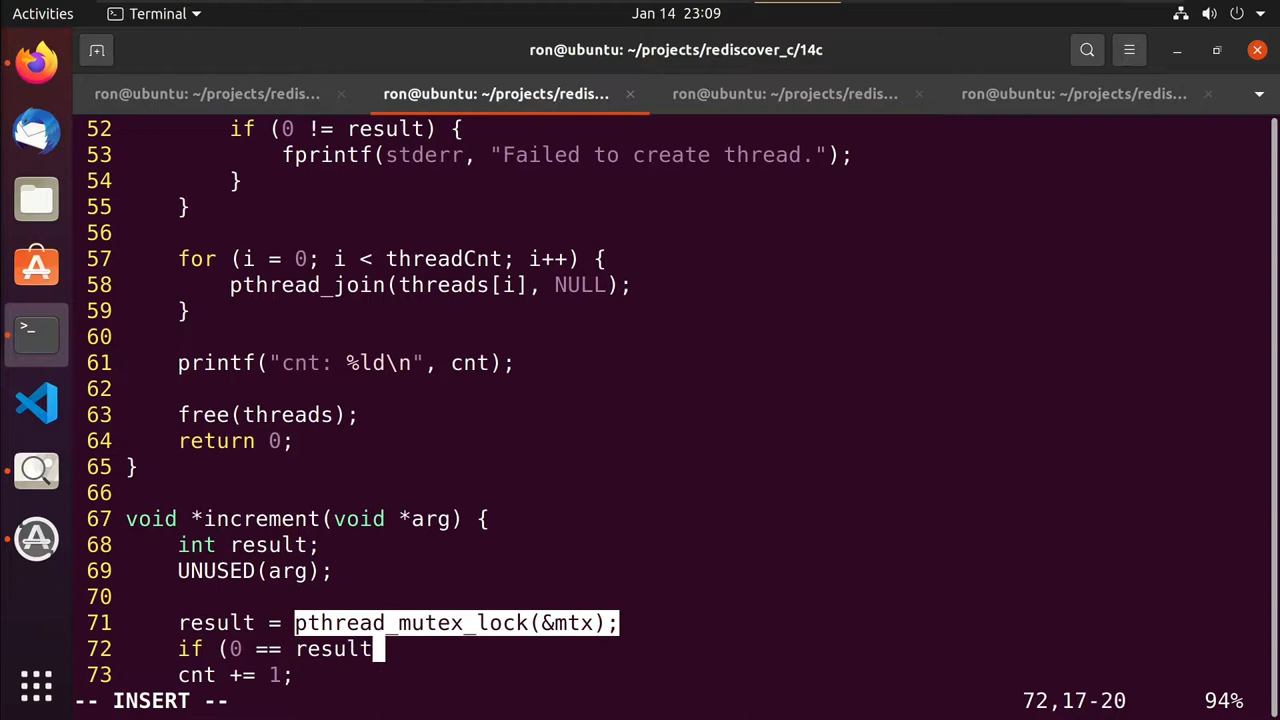 Activities
Terminal
Jan 14 23:09
ron@ubuntu: ~/projects/rediscover_c/14c
ron@ubuntu: ~/projects/redis...
ron@ubuntu: ~/projects/redis...
ron@ubuntu: ~/projects/redis...
ron@ubuntu: ~/projects/redis...
52         if (0 != result) {
53             fprintf(stderr, "Failed to create thread.");
54         }
55     }
56
57     for (i = 0; i < threadCnt; i++) {
58         pthread_join(threads[i], NULL);
59     }
60
61     printf("cnt: %ld\n", cnt);
62
63     free(threads);
64     return 0;
65 }
66
67 void *increment(void *arg) {
68     int result;
69     UNUSED(arg);
70
71     result = pthread_mutex_lock(&mtx);
72     if (0 == result
73     cnt += 1;
-- INSERT -- 72,17-20 94%